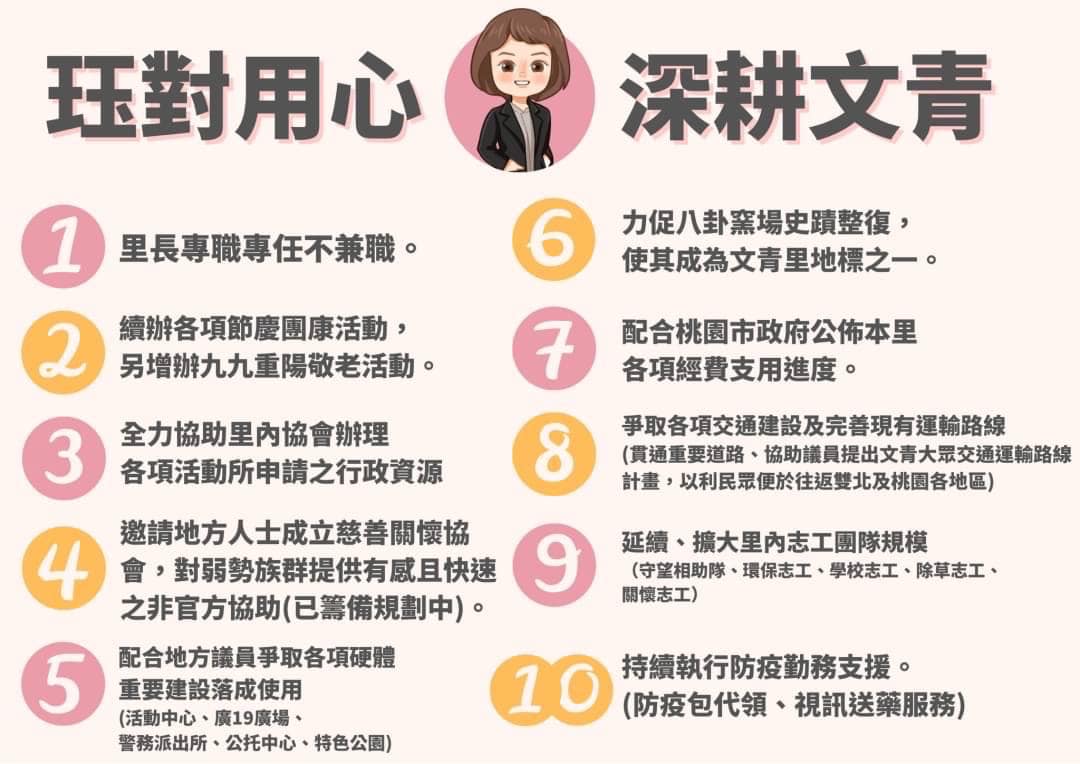 珏對用心
深耕文青
1
里長專職專任不兼職。
2
續辦各項節慶團康活動，
另增辦九九重陽敬老活動。
3
全力協助里內協會辦理
各項活動所申請之行政資源
4
邀請地方人士成立慈善關懷協
會，對弱勢族群提供有感且快速
之非官方協助(已籌備規劃中)。
5
配合地方議員爭取各項硬體
重要建設落成使用
(活動中心、廣19廣場、
警務派出所、公托中心、特色公園)
6
力促八卦窯場史蹟整復，
使其成為文青里地標之一。
7
配合桃園市政府公佈本里
各項經費支用進度。
8
爭取各項交通建設及完善現有運輸路線
(貫通重要道路、協助議員提出文青大眾交通運輸路線
計畫，以利民眾便於往返雙北及桃園各地區)
9
延續、擴大里內志工團隊規模
（守望相助隊、環保志工、學校志工、除草志工、
關懷志工）
10
持續執行防疫勤務支援。
(防疫包代領、視訊送藥服務)